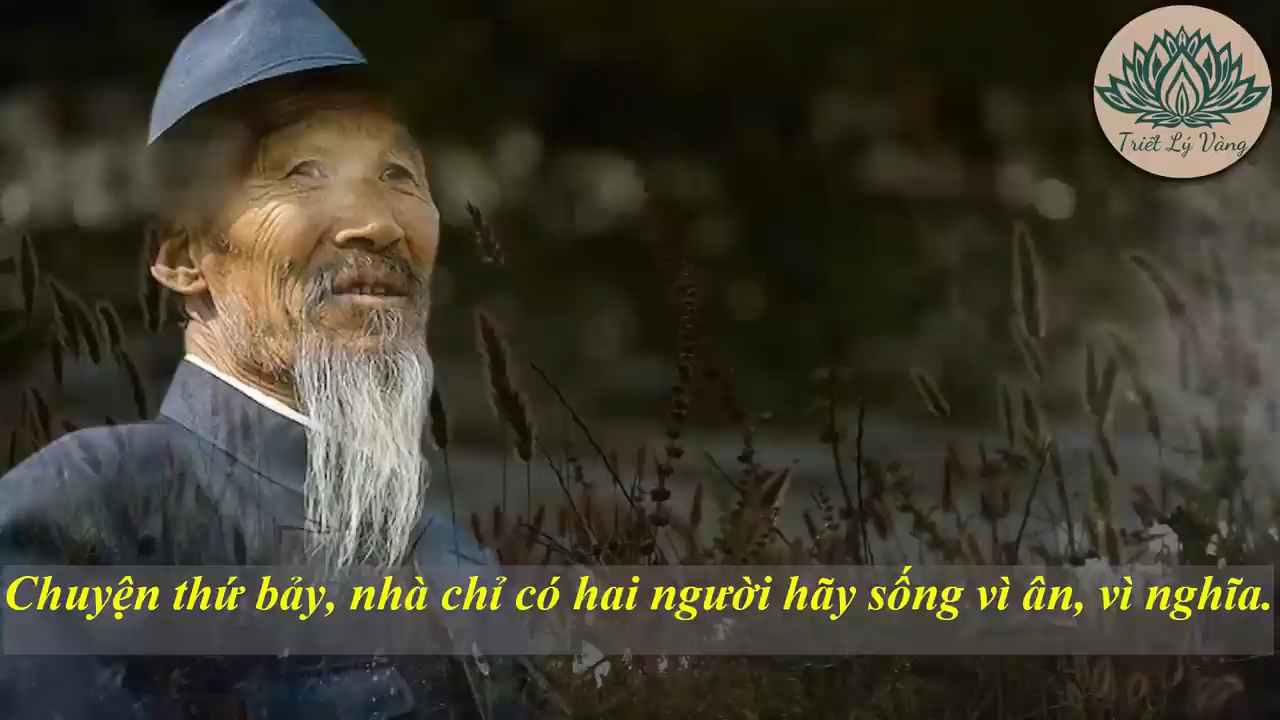 Triết Lý Vàng
Chuyện thứ bảy, nhà chỉ có hai người hãy sống vì ân, vì nghĩa.